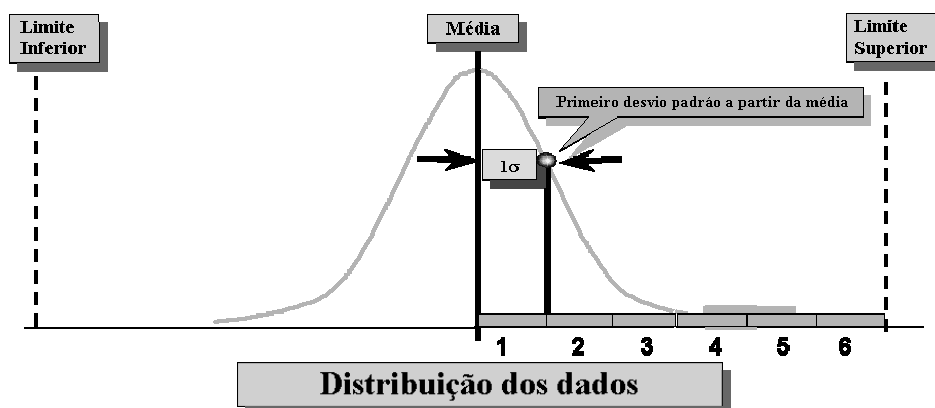 Limite
Inferior
Média
Limite
Superior
Primeiro desvio padrão a partir da média
1σ
1 2 3 4 5 6
Distribuição dos dados